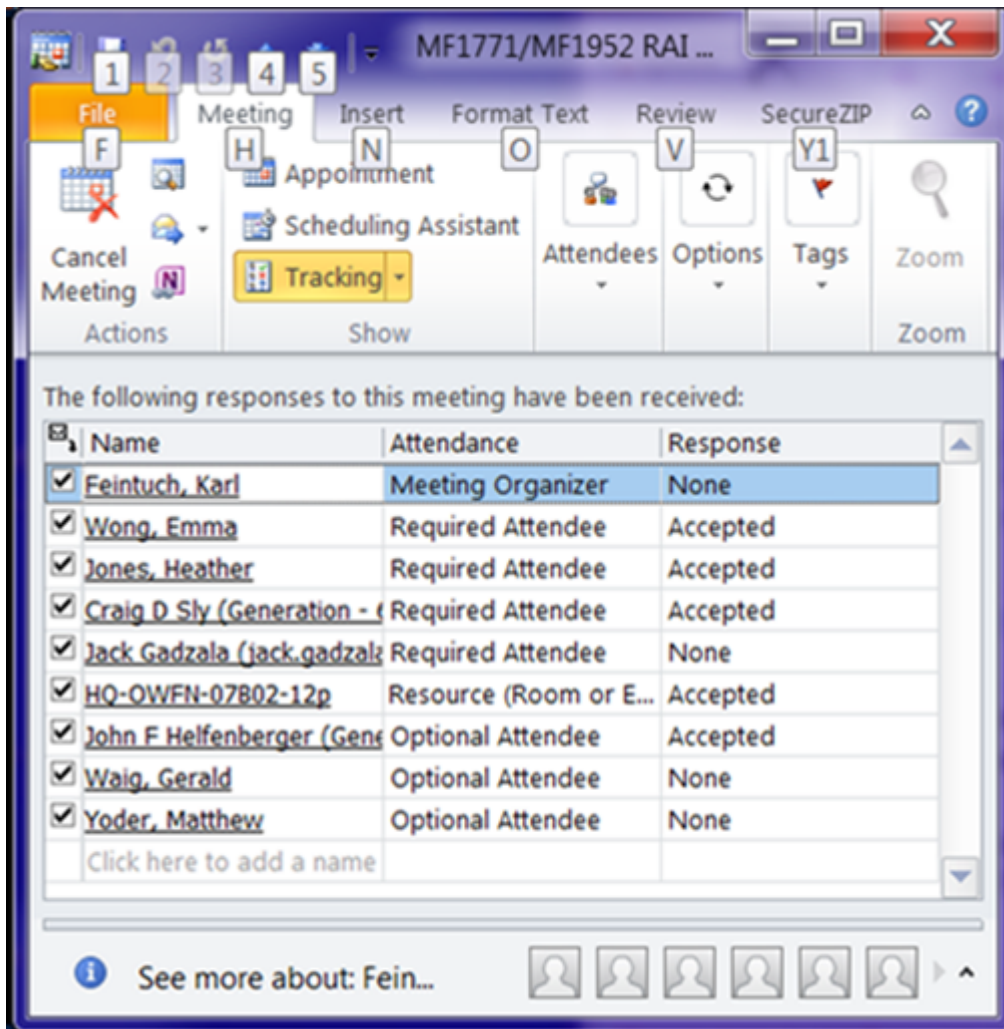 MF1771/MF1952 RAI ...
1 2 3 4 5
File Meeting Insert Format Text Review SecureZIP
F H N O V Y1
Appointment
Scheduling Assistant
Cancel Meeting
Tracking
Attendees Options Tags Zoom
Actions Show Zoom
The following responses to this meeting have been received:
Name Attendance Response
Feintuch, Karl Meeting Organizer None
Wong, Emma Required Attendee Accepted
Jones, Heather Required Attendee Accepted
Craig D Sly (Generation - 6 Required Attendee Accepted
Jack Gadzala (jack.gadzala Required Attendee None
HQ-OWFN-07B02-12p Resource (Room or E... Accepted
John F Helfenberger (Gene Optional Attendee Accepted
Waig, Gerald Optional Attendee None
Yoder, Matthew Optional Attendee None
Click here to add a name
See more about: Fein...